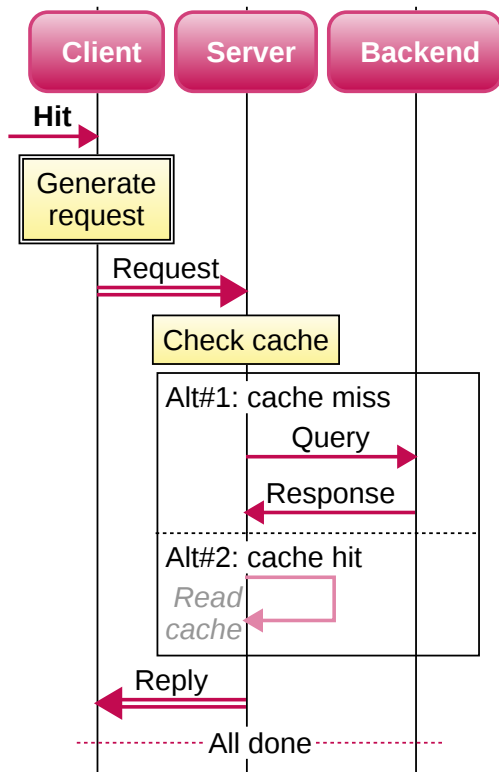 Client Server Backend
Hit
Generate
request
Request
Check cache
Alt#1: cache miss
Query
Response
Alt#2: cache hit
Read
cache
Reply
All done